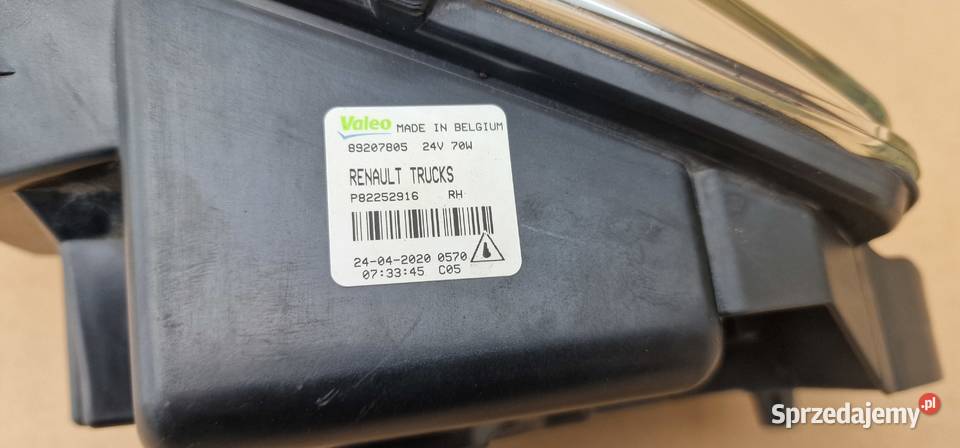 Valeo MADE IN BELGIUM
89207805 24V 70W
RENAULT TRUCKS
P82252916 RH
24-04-2020 0570
07:33:45 C05
Sprzedajemy.pl